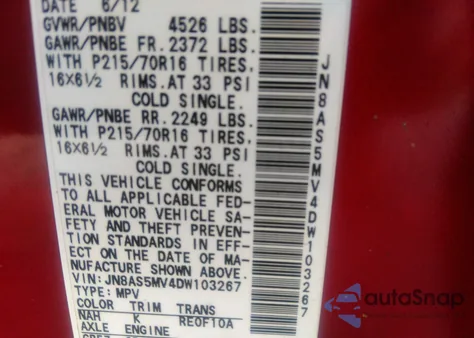 DATE 6/12
GVWR/PNBV 4526 LBS.
GAWR/PNBE FR. 2372 LBS.
WITH P215/70R16 TIRES,
16X6½ RIMS.AT 33 PSI
COLD SINGLE.
GAWR/PNBE RR. 2249 LBS.
WITH P215/70R16 TIRES,
16X6½ RIMS.AT 33 PSI
COLD SINGLE.
THIS VEHICLE CONFORMS
TO ALL APPLICABLE FED-
ERAL MOTOR VEHICLE SA-
FETY AND THEFT PREVEN-
TION STANDARDS IN EFF-
ECT ON THE DATE OF MA-
NUFACTURE SHOWN ABOVE.
VIN: JN8AS5MV4DW103267
TYPE: MPV
COLOR TRIM TRANS
NAH K RE0F10A
AXLE ENGINE
JN8AS5MV4DW103267
autoSnap